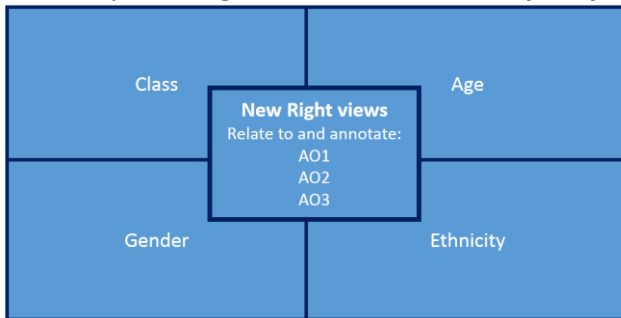 Class
Age
New Right views
Relate to and annotate:
AO1
AO2
AO3
Gender
Ethnicity